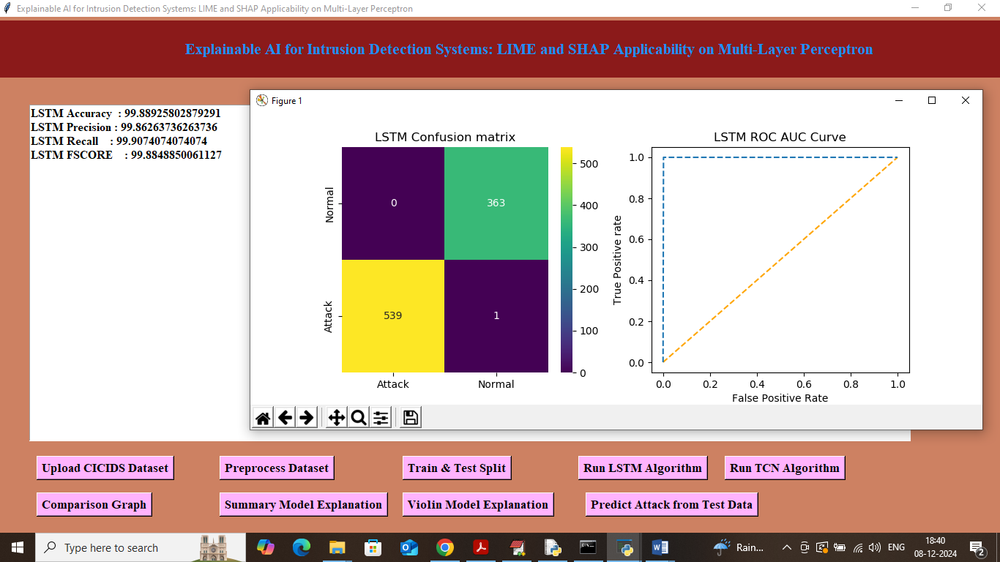 Explainable AI for Intrusion Detection Systems: LIME and SHAP Applicability on Multi-Layer Perceptron
Explainable AI for Intrusion Detection Systems: LIME and SHAP Applicability on Multi-Layer Perceptron
LSTM Accuracy : 99.88925802879291
LSTM Precision : 99.86263736263736
LSTM Recall : 99.9074074074074
LSTM FSCORE : 99.8848850061127
Figure 1
LSTM Confusion matrix
Normal
Attack
0
363
539
1
Attack
Normal
500
400
300
200
100
0
LSTM ROC AUC Curve
True Positive rate
1.0
0.8
0.6
0.4
0.2
0.0
0.0 0.2 0.4 0.6 0.8 1.0
False Positive Rate
Upload CICIDS Dataset
Preprocess Dataset
Train & Test Split
Run LSTM Algorithm
Run TCN Algorithm
Comparison Graph
Summary Model Explanation
Violin Model Explanation
Predict Attack from Test Data
Type here to search
Rain...
ENG
18:40
08-12-2024
2